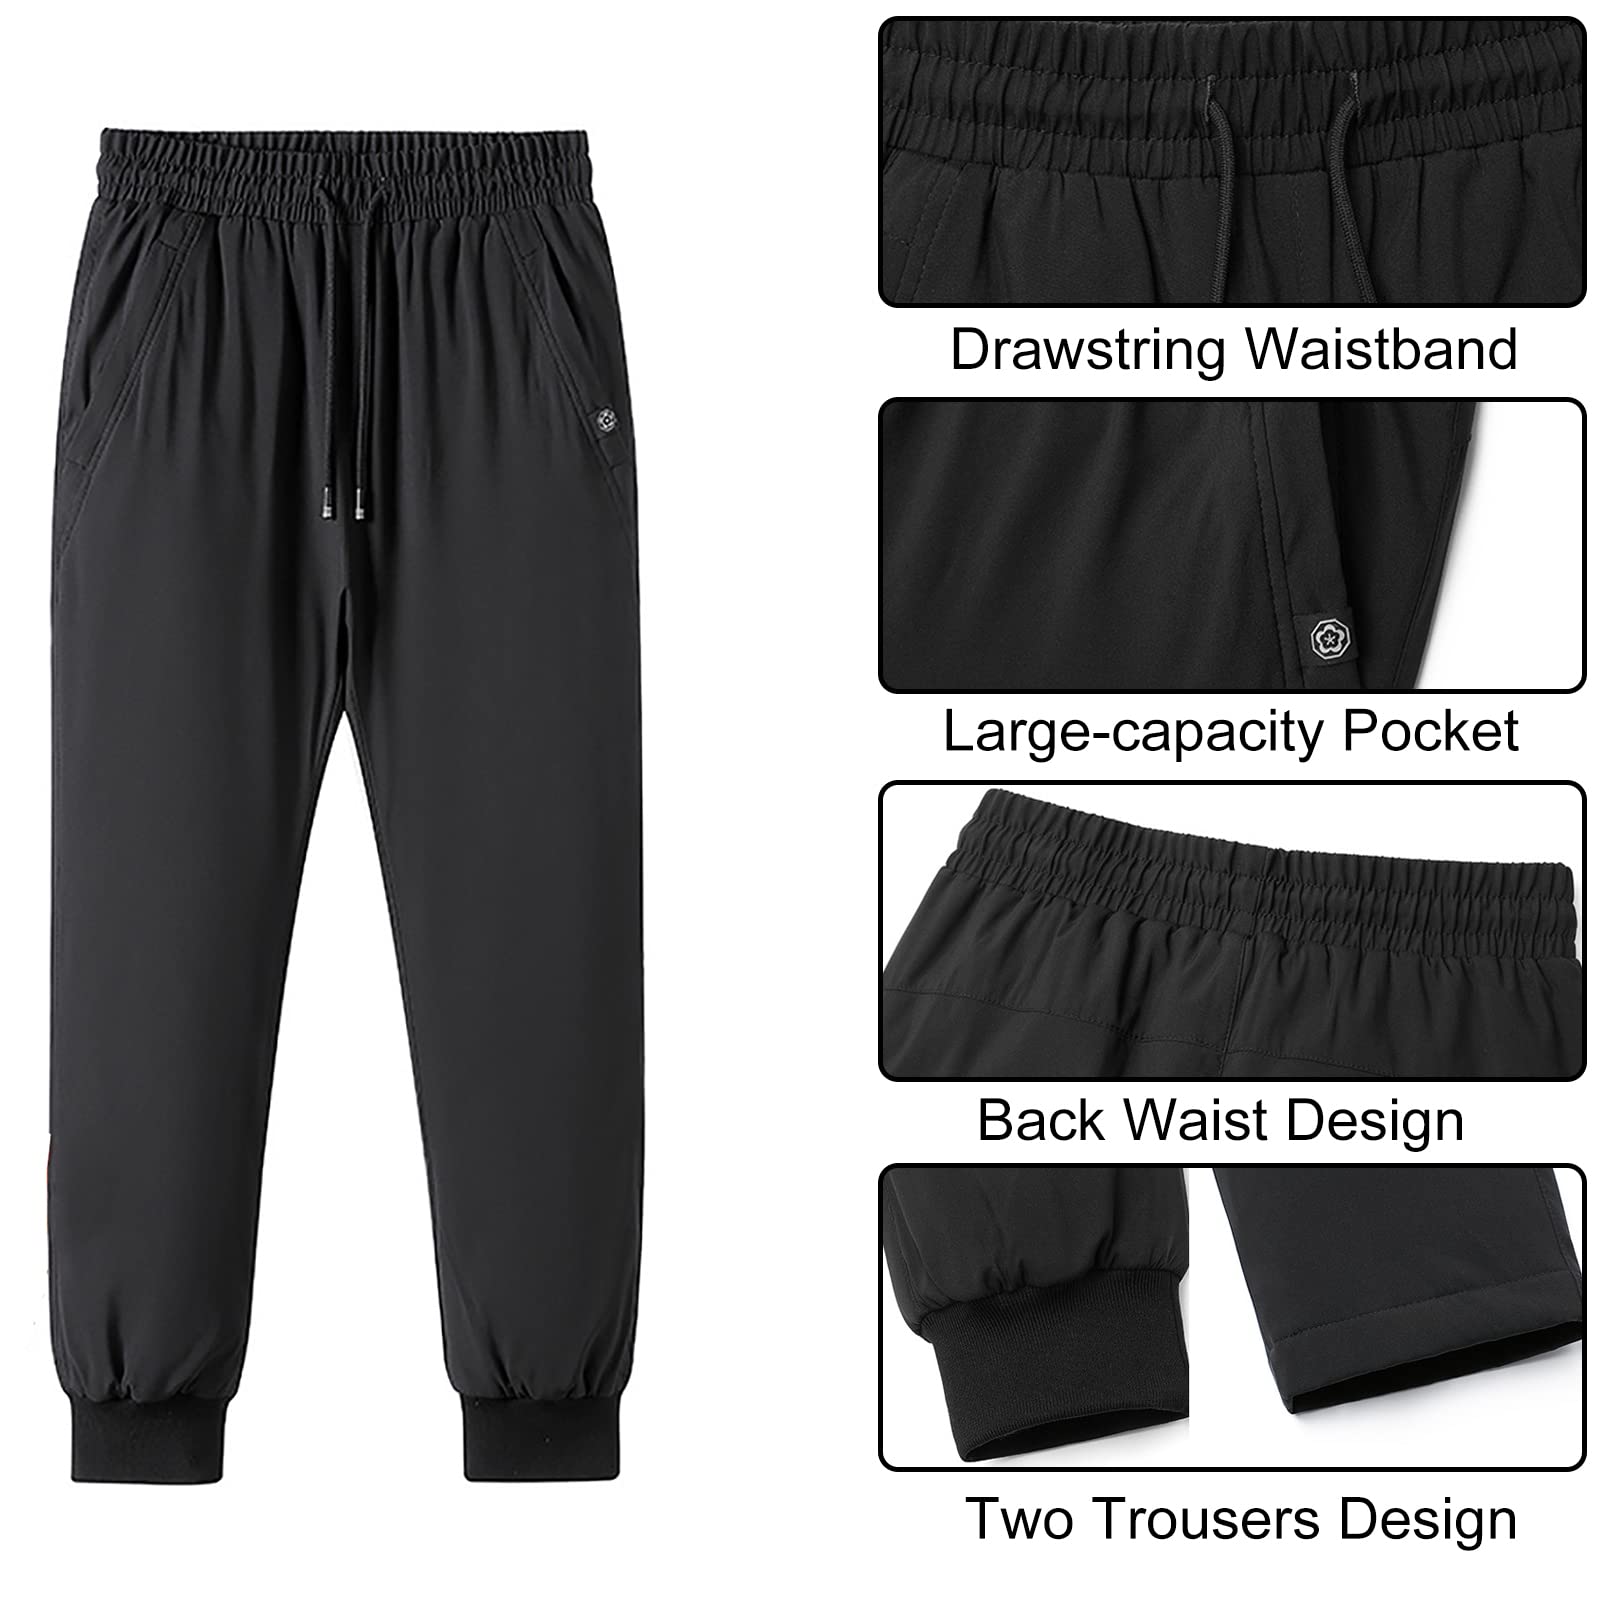 Drawstring Waistband
Large-capacity Pocket
Back Waist Design
Two Trousers Design